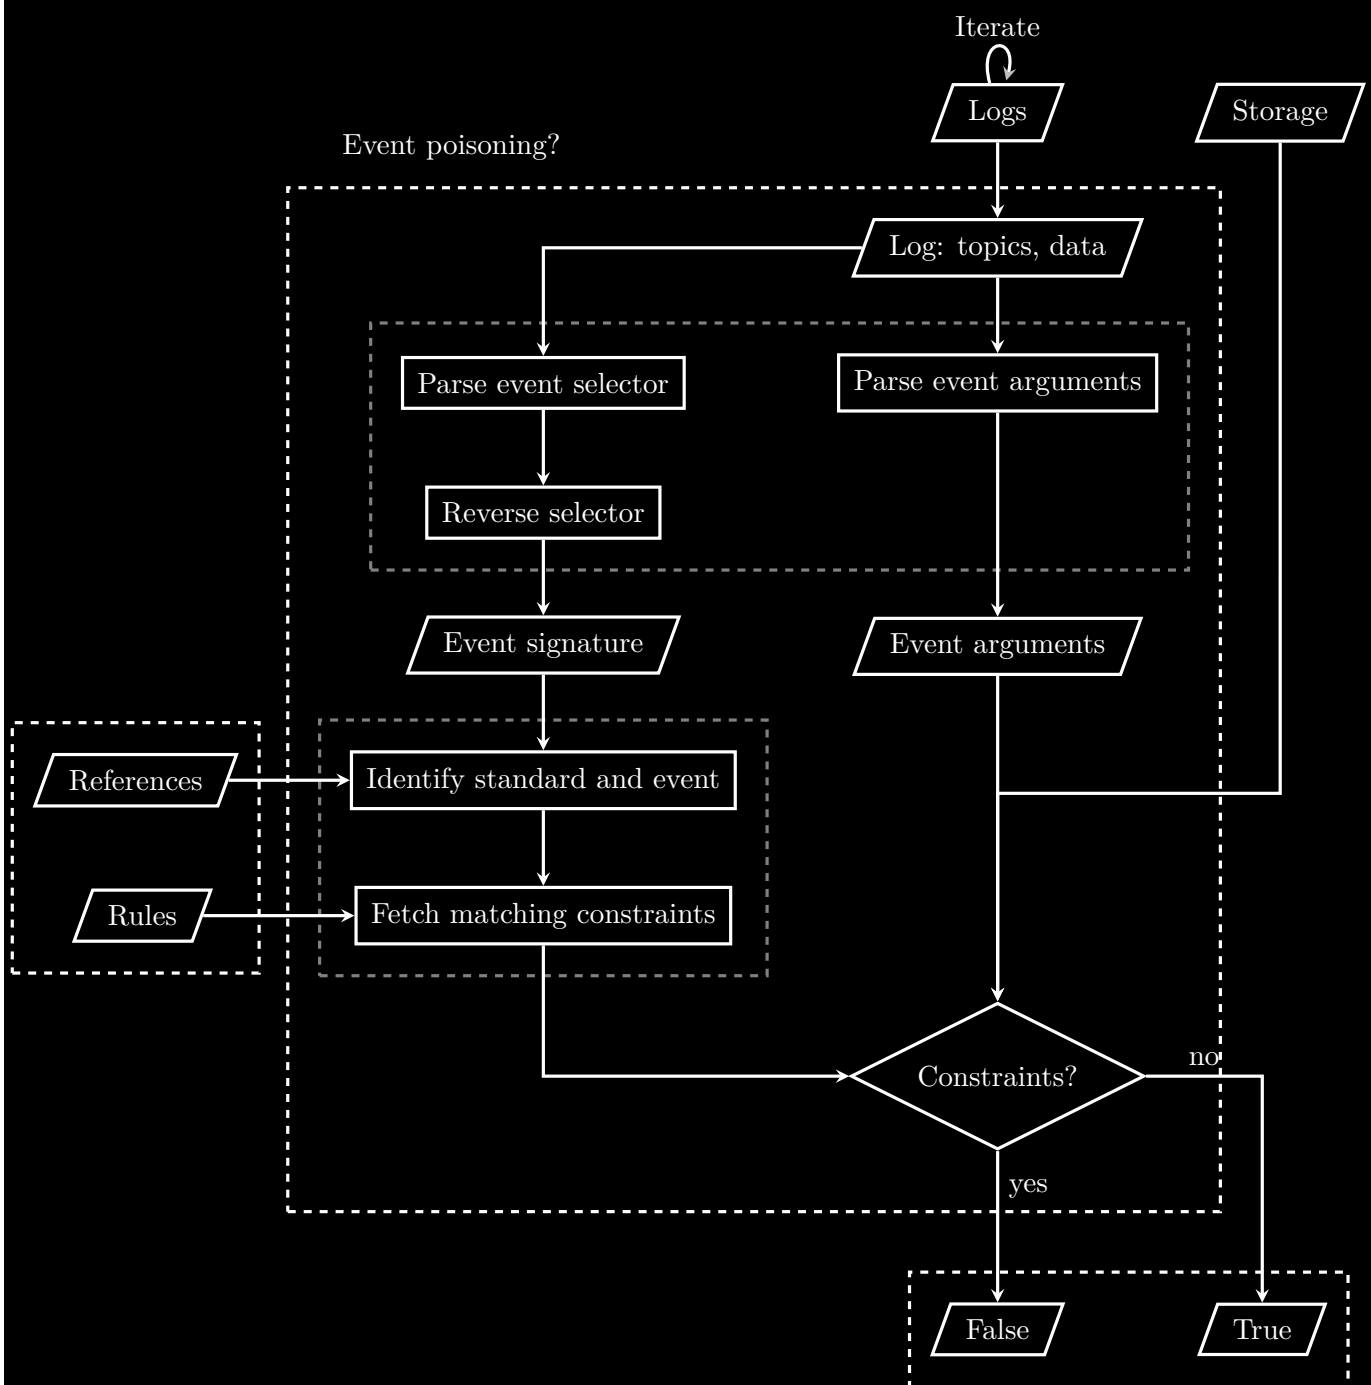 Iterate
Logs
Storage
Event poisoning?
Log: topics, data
Parse event selector
Parse event arguments
Reverse selector
Event signature
Event arguments
References
Identify standard and event
Rules
Fetch matching constraints
no
Constraints?
yes
False
True